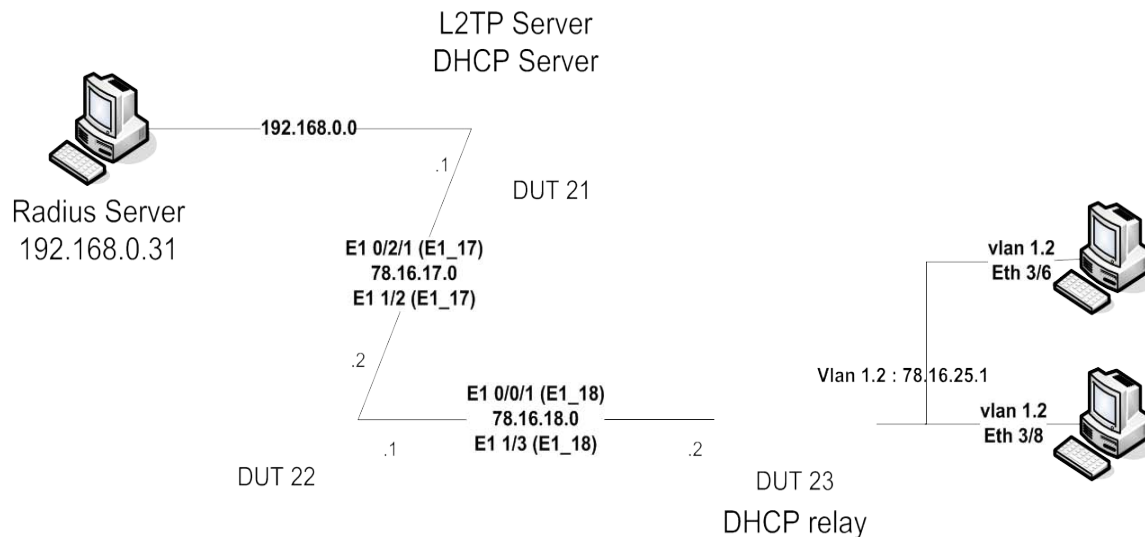 L2TP Server
DHCP Server
192.168.0.0
.1
DUT 21
Radius Server
192.168.0.31
E1 0/2/1 (E1_17)
78.16.17.0
E1 1/2 (E1_17)
vlan 1.2
Eth 3/6
.2
Vlan 1.2 : 78.16.25.1
E1 0/0/1 (E1_18)
78.16.18.0
E1 1/3 (E1_18)
vlan 1.2
Eth 3/8
.1
.2
DUT 22
DUT 23
DHCP relay